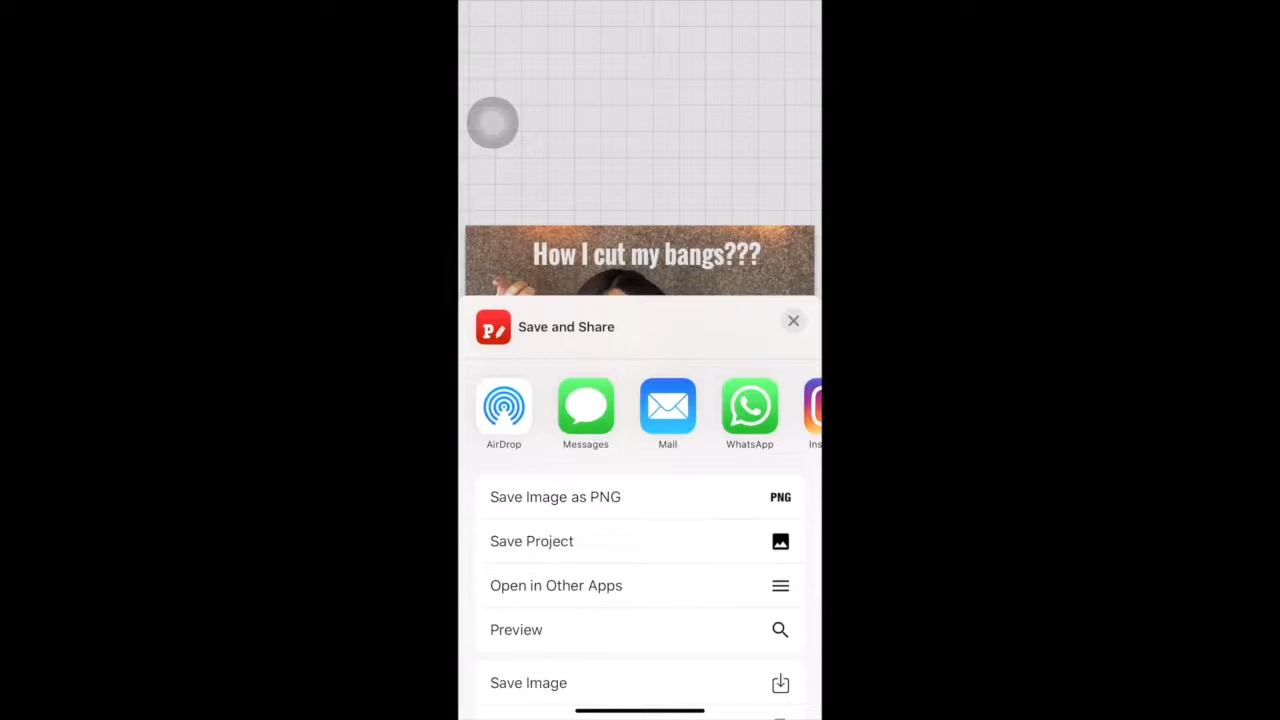 How I cut my bangs???
Save and Share
AirDrop
Messages
Mail
WhatsApp
Ins
Save Image as PNG
PNG
Save Project
Open in Other Apps
Preview
Save Image